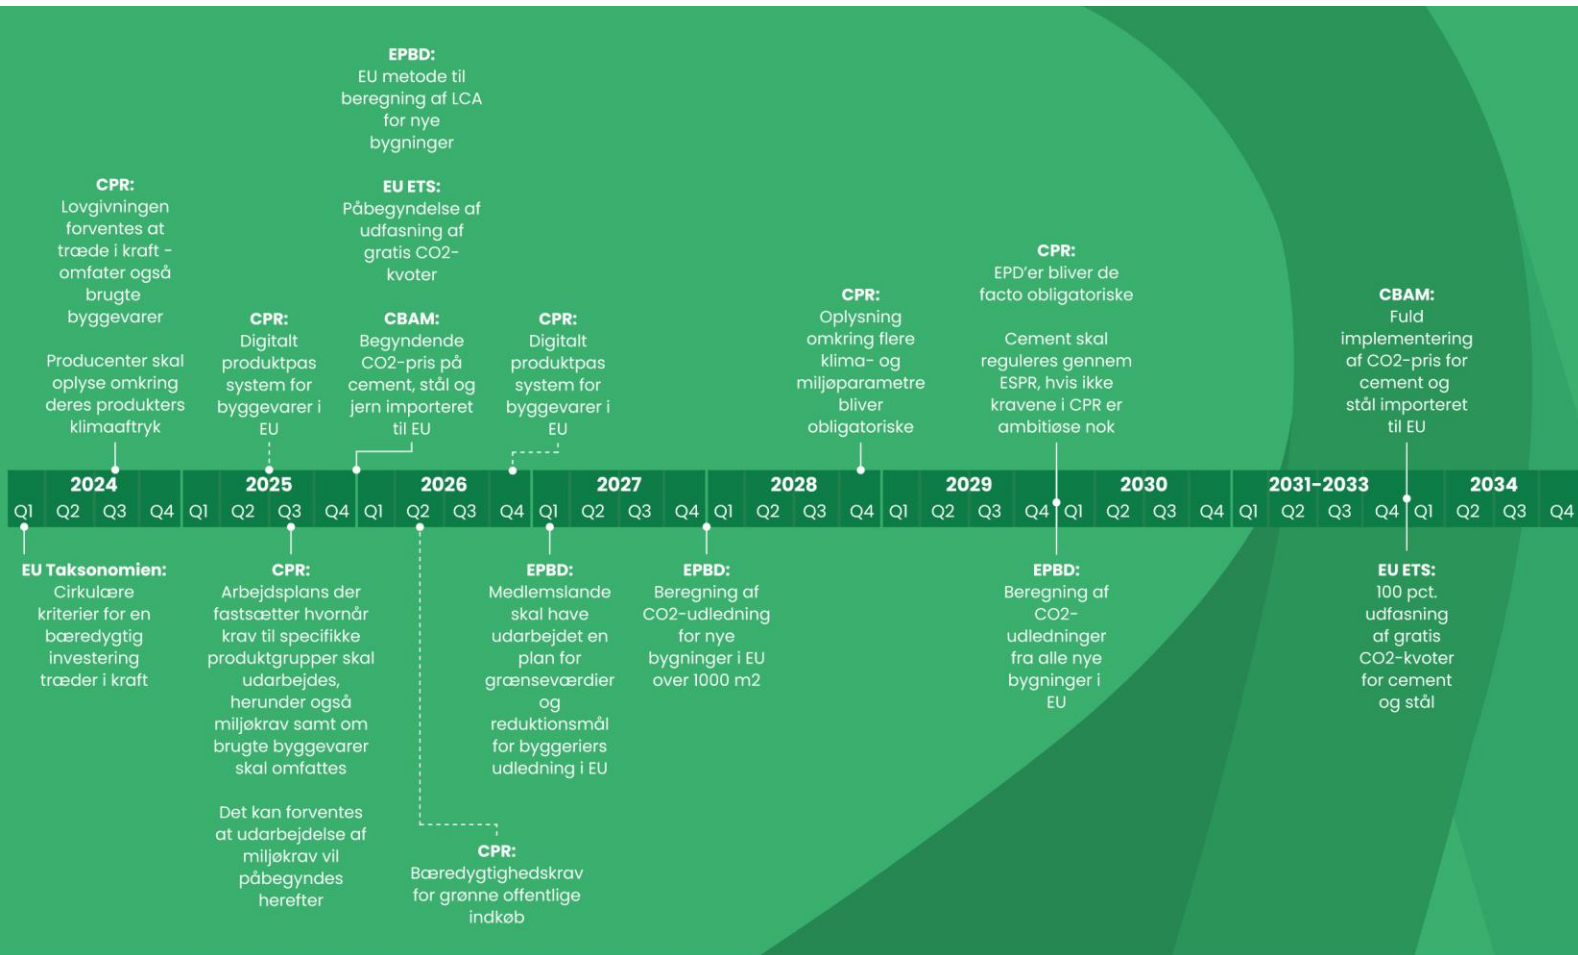 EPBD:
EU metode til
beregning af LCA
for nye
bygninger
EU ETS:
Påbegyndelse af
udfasning af
gratis CO2-
kvoter
CPR:
Lovgivningen
forventes at
træde i kraft -
omfater også
brugte
byggevarer
Producenter skal
oplyse omkring
deres produkters
klimaaftryk
CPR:
Digitalt
produktpas
system for
byggevarer i
EU
CBAM:
Begyndende
CO2-pris på
cement, stål og
jern importeret
til EU
CPR:
Digitalt
produktpas
system for
byggevarer i
EU
CPR:
Oplysning
omkring flere
klima- og
miljøparametre
bliver
obligatoriske
CPR:
EPD'er bliver de
facto obligatoriske
Cement skal
reguleres gennem
ESPR, hvis ikke
kravene i CPR er
ambitiøse nok
CBAM:
Fuld
implementering
af CO2-pris for
cement og
stål importeret
til EU
2024 2025 2026 2027 2028 2029 2030 2031-2033 2034
Q1 Q2 Q3 Q4 Q1 Q2 Q3 Q4 Q1 Q2 Q3 Q4 Q1 Q2 Q3 Q4 Q1 Q2 Q3 Q4 Q1 Q2 Q3 Q4 Q1 Q2 Q3 Q4 Q1 Q2 Q3 Q4 Q1 Q2 Q3 Q4
EU Taksonomien:
Cirkulære
kriterier for en
bæredygtig
investering
træder i kraft
CPR:
Arbejdsplans der
fastsætter hvornår
krav til specifikke
produktgrupper skal
udarbejdes,
herunder også
miljøkrav samt om
brugte byggevarer
skal omfattes
Det kan forventes
at udarbejdelse af
miljøkrav vil
påbegyndes
herefter
CPR:
Bæredygtighedskrav
for grønne offentlige
indkøb
EPBD:
Medlemslande
skal have
udarbejdet en
plan for
grænseværdier
og
reduktionsmål
for byggeriers
udledning i EU
EPBD:
Beregning af
CO2-udledning
for nye
bygninger i EU
over 1000 m2
EPBD:
Beregning af
CO2-
udledninger
fra alle nye
bygninger i
EU
EU ETS:
100 pct.
udfasning
af gratis
CO2-kvoter
for cement
og stål